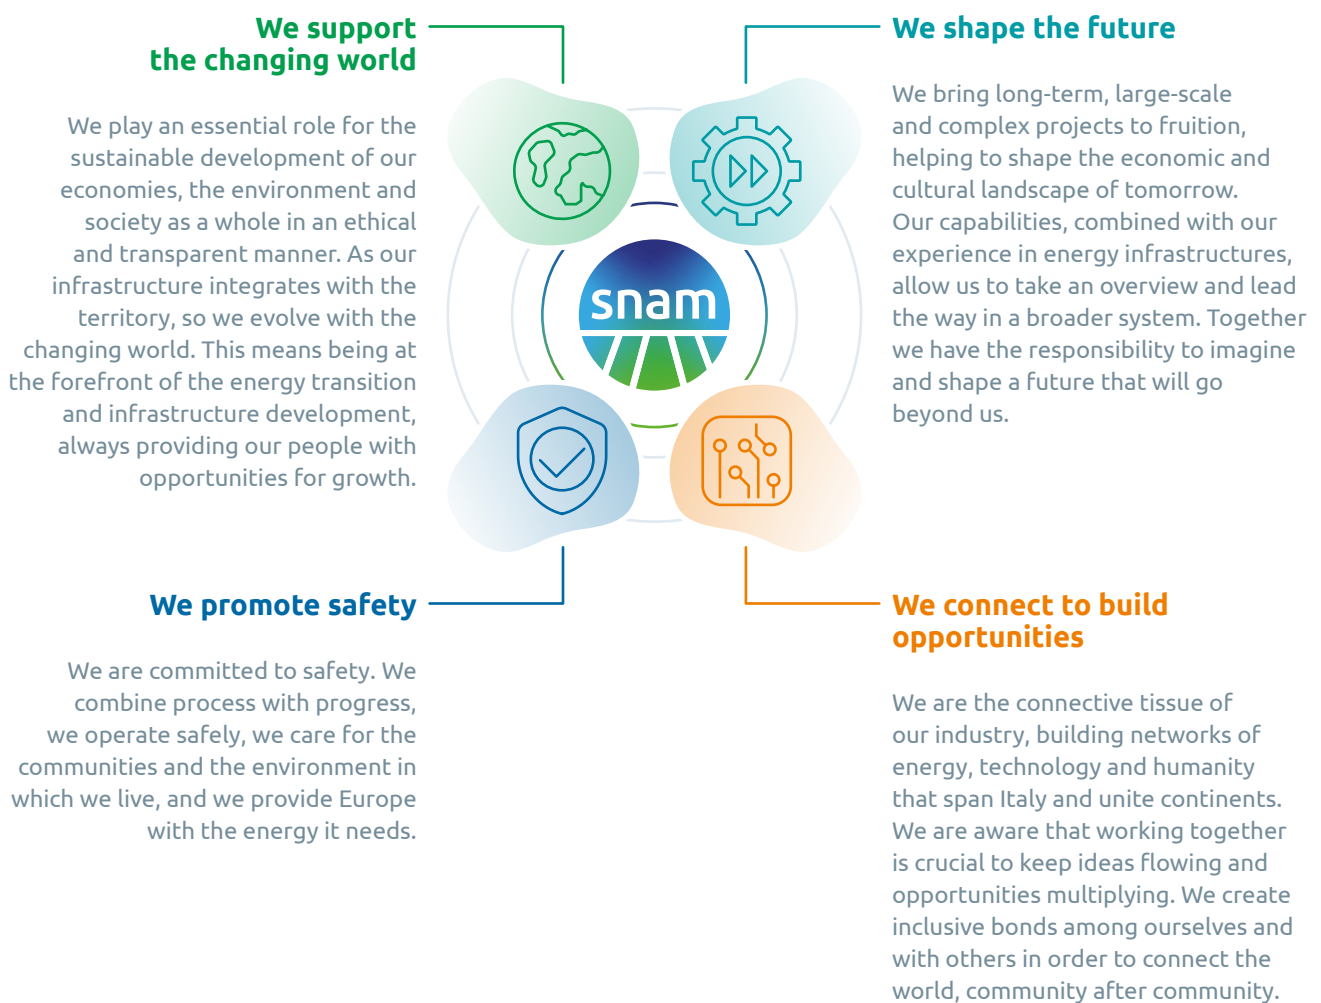 We support
the changing world
We play an essential role for the
sustainable development of our
economies, the environment and
society as a whole in an ethical
and transparent manner. As our
infrastructure integrates with the
territory, so we evolve with the
changing world. This means being at
the forefront of the energy transition
and infrastructure development,
always providing our people with
opportunities for growth.
We shape the future
We bring long-term, large-scale
and complex projects to fruition,
helping to shape the economic and
cultural landscape of tomorrow.
Our capabilities, combined with our
experience in energy infrastructures,
allow us to take an overview and lead
the way in a broader system. Together
we have the responsibility to imagine
and shape a future that will go
beyond us.
snam
We promote safety
We are committed to safety. We
combine process with progress,
we operate safely, we care for the
communities and the environment in
which we live, and we provide Europe
with the energy it needs.
We connect to build
opportunities
We are the connective tissue of
our industry, building networks of
energy, technology and humanity
that span Italy and unite continents.
We are aware that working together
is crucial to keep ideas flowing and
opportunities multiplying. We create
inclusive bonds among ourselves and
with others in order to connect the
world, community after community.